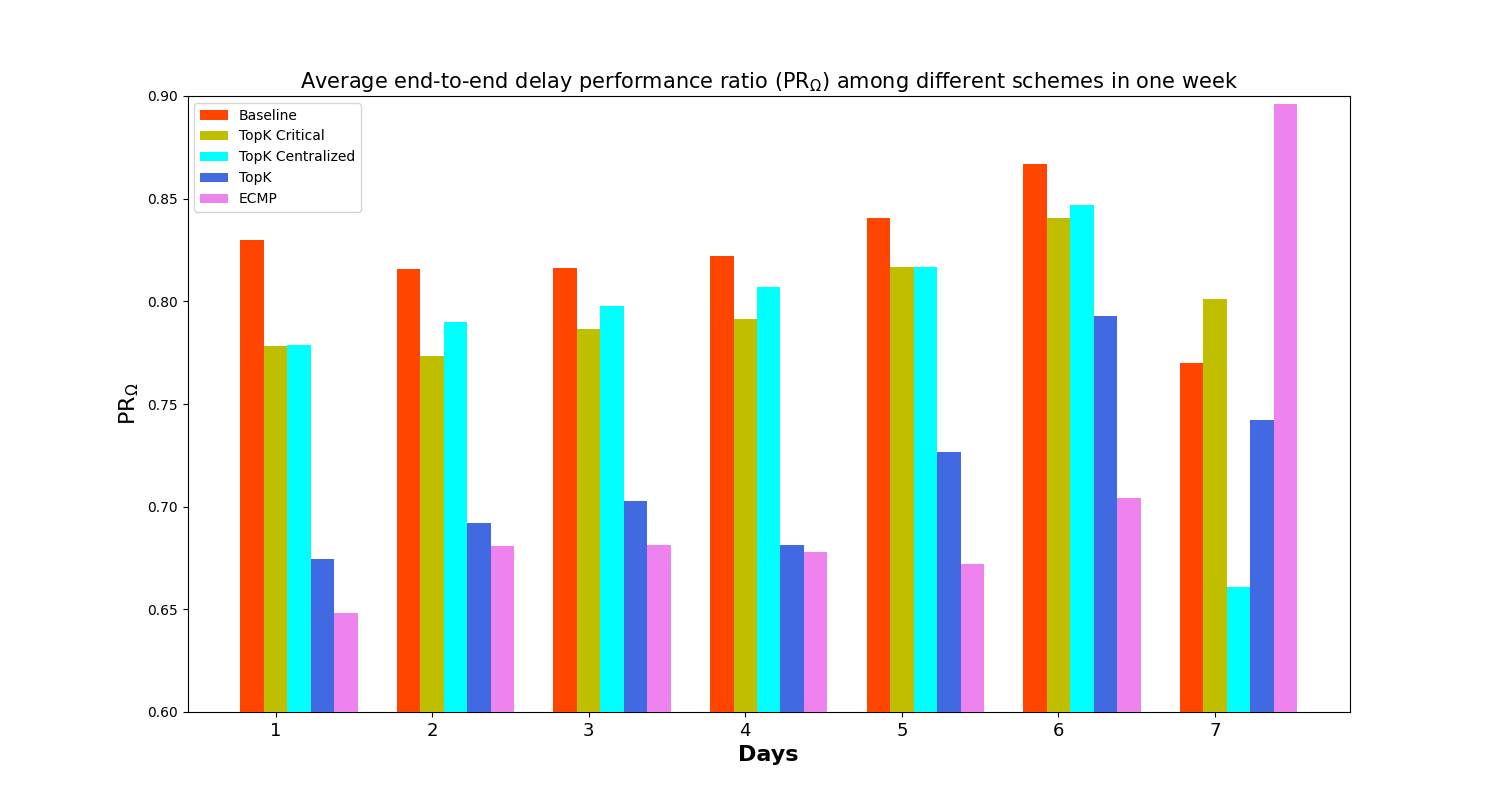 Average end-to-end delay performance ratio (PRΩ) among different schemes in one week
0.90
0.85
0.80
0.75
0.70
0.65
0.60
PRΩ
Baseline
TopK Critical
TopK Centralized
TopK
ECMP
1 2 3 4 5 6 7
Days